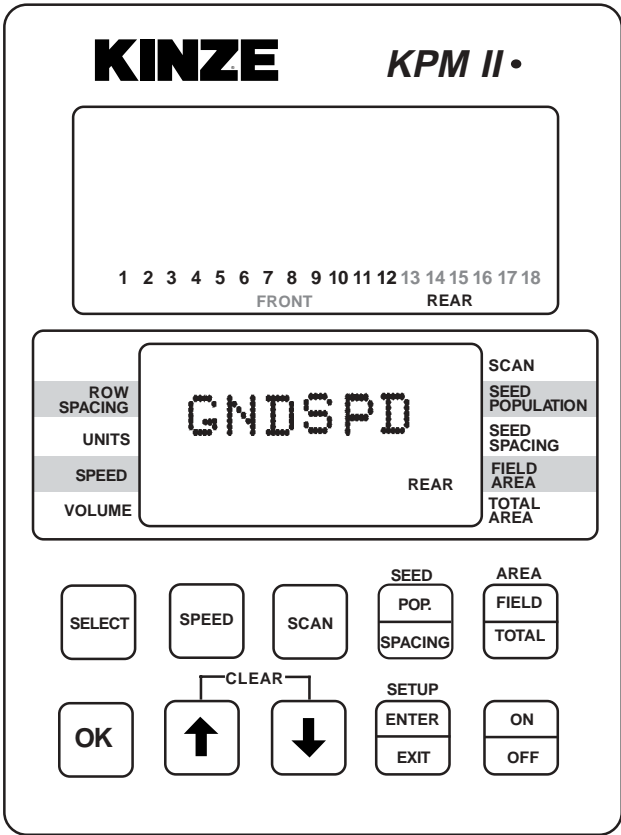 KINZE KPM II
1 2 3 4 5 6 7 8 9 10 11 12 13 14 15 16 17 18
FRONT REAR
ROW
SPACING
UNITS
SPEED
VOLUME
GNDSPD
REAR
SCAN
SEED
POPULATION
SEED
SPACING
FIELD
AREA
TOTAL
AREA
SEED AREA
SELECT SPEED SCAN POP. FIELD
SPACING TOTAL
CLEAR SETUP
OK ENTER ON
EXIT OFF